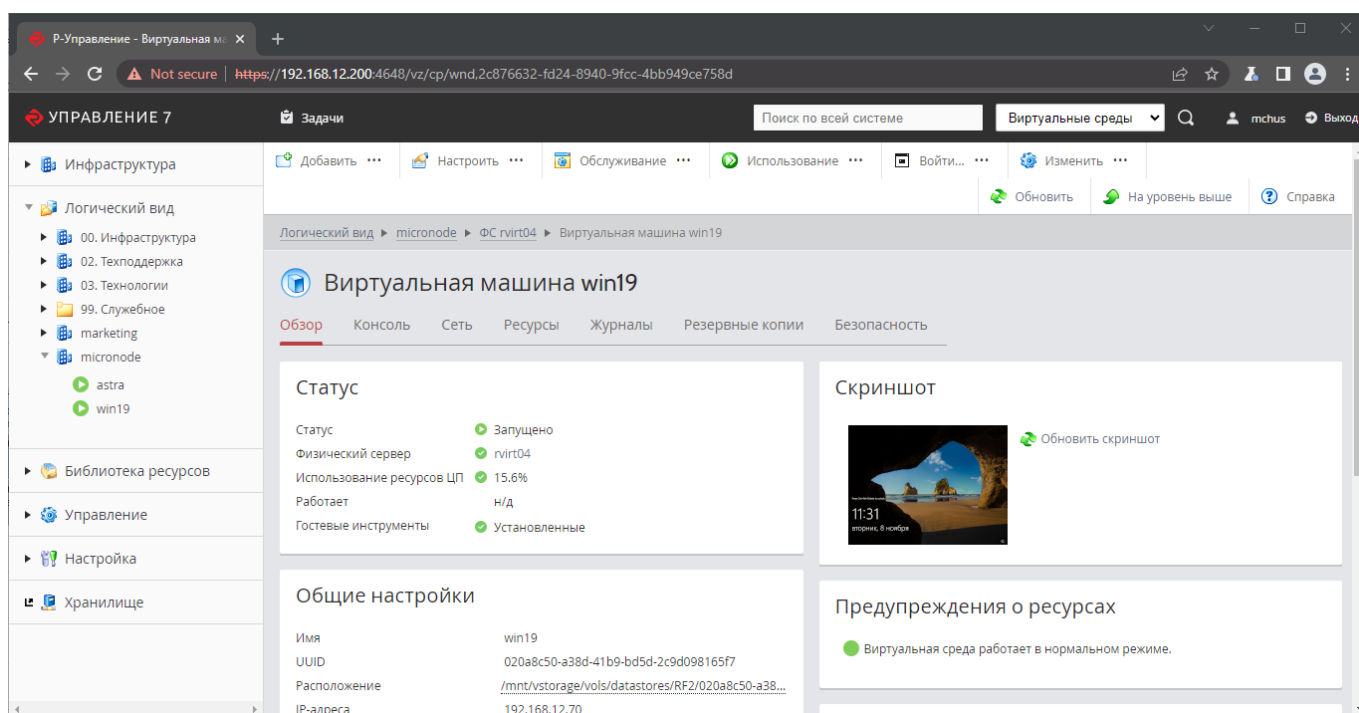 Р-Управление - Виртуальная ма
Not secure | https://192.168.12.200:4648/vz/cp/wnd,2c876632-fd24-8940-9fcc-4bb949ce758d
УПРАВЛЕНИЕ 7
Задачи
Поиск по всей системе
Виртуальные среды
mchus
Выход
Инфраструктура
Логический вид
00. Инфраструктура
02. Техподдержка
03. Технологии
99. Служебное
marketing
micronode
astra
win19
Библиотека ресурсов
Управление
Настройка
Хранилище
Добавить ...
Настроить ...
Обслуживание ...
Использование ...
Войти... ...
Изменить ...
Обновить
На уровень выше
Справка
Логический вид ▸ micronode ▸ ФС rvirt04 ▸ Виртуальная машина win19
Виртуальная машина win19
Обзор Консоль Сеть Ресурсы Журналы Резервные копии Безопасность
Статус
Статус Запущено
Физический сервер rvirt04
Использование ресурсов ЦП 15.6%
Работает н/д
Гостевые инструменты Установленные
Общие настройки
Имя win19
UUID 020a8c50-a38d-41b9-bd5d-2c9d098165f7
Расположение /mnt/vstorage/vols/datastores/RF2/020a8c50-a38...
IP-адреса 192.168.12.70
Скриншот
11:31
вторник, 8 ноября
Обновить скриншот
Предупреждения о ресурсах
Виртуальная среда работает в нормальном режиме.